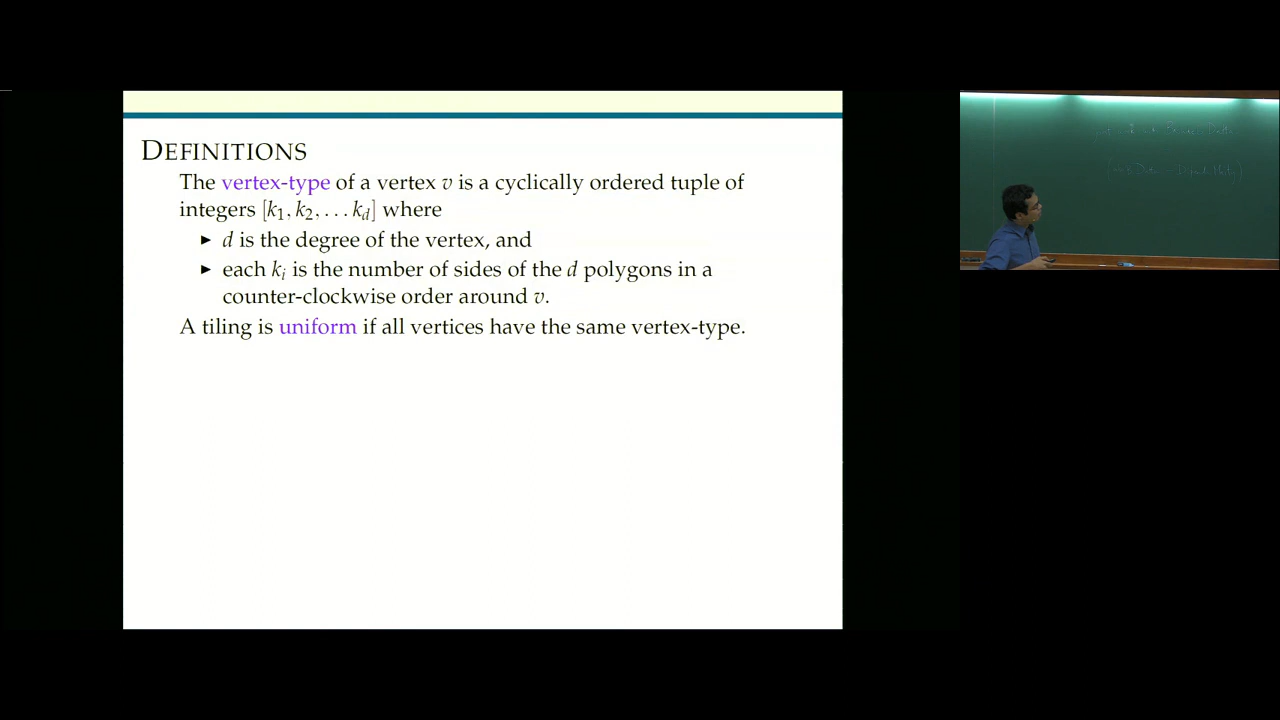 DEFINITIONS
The vertex-type of a vertex v is a cyclically ordered tuple of
integers [k₁, k₂, . . . k_d] where
▶ d is the degree of the vertex, and
▶ each k_i is the number of sides of the d polygons in a
counter-clockwise order around v.
A tiling is uniform if all vertices have the same vertex-type.